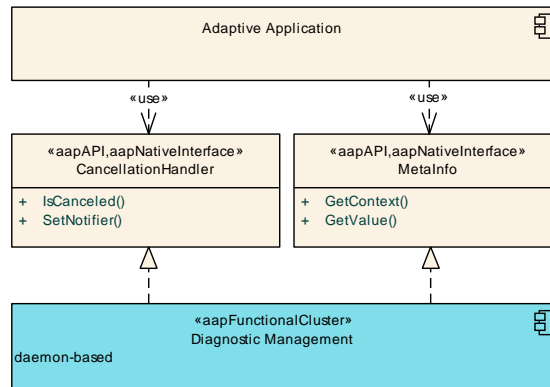 Adaptive Application
«use» «use»
«aapAPI,aapNativeInterface» «aapAPI,aapNativeInterface»
CancellationHandler MetaInfo
+ IsCanceled() + GetContext()
+ SetNotifier() + GetValue()
«aapFunctionalCluster»
Diagnostic Management
daemon-based